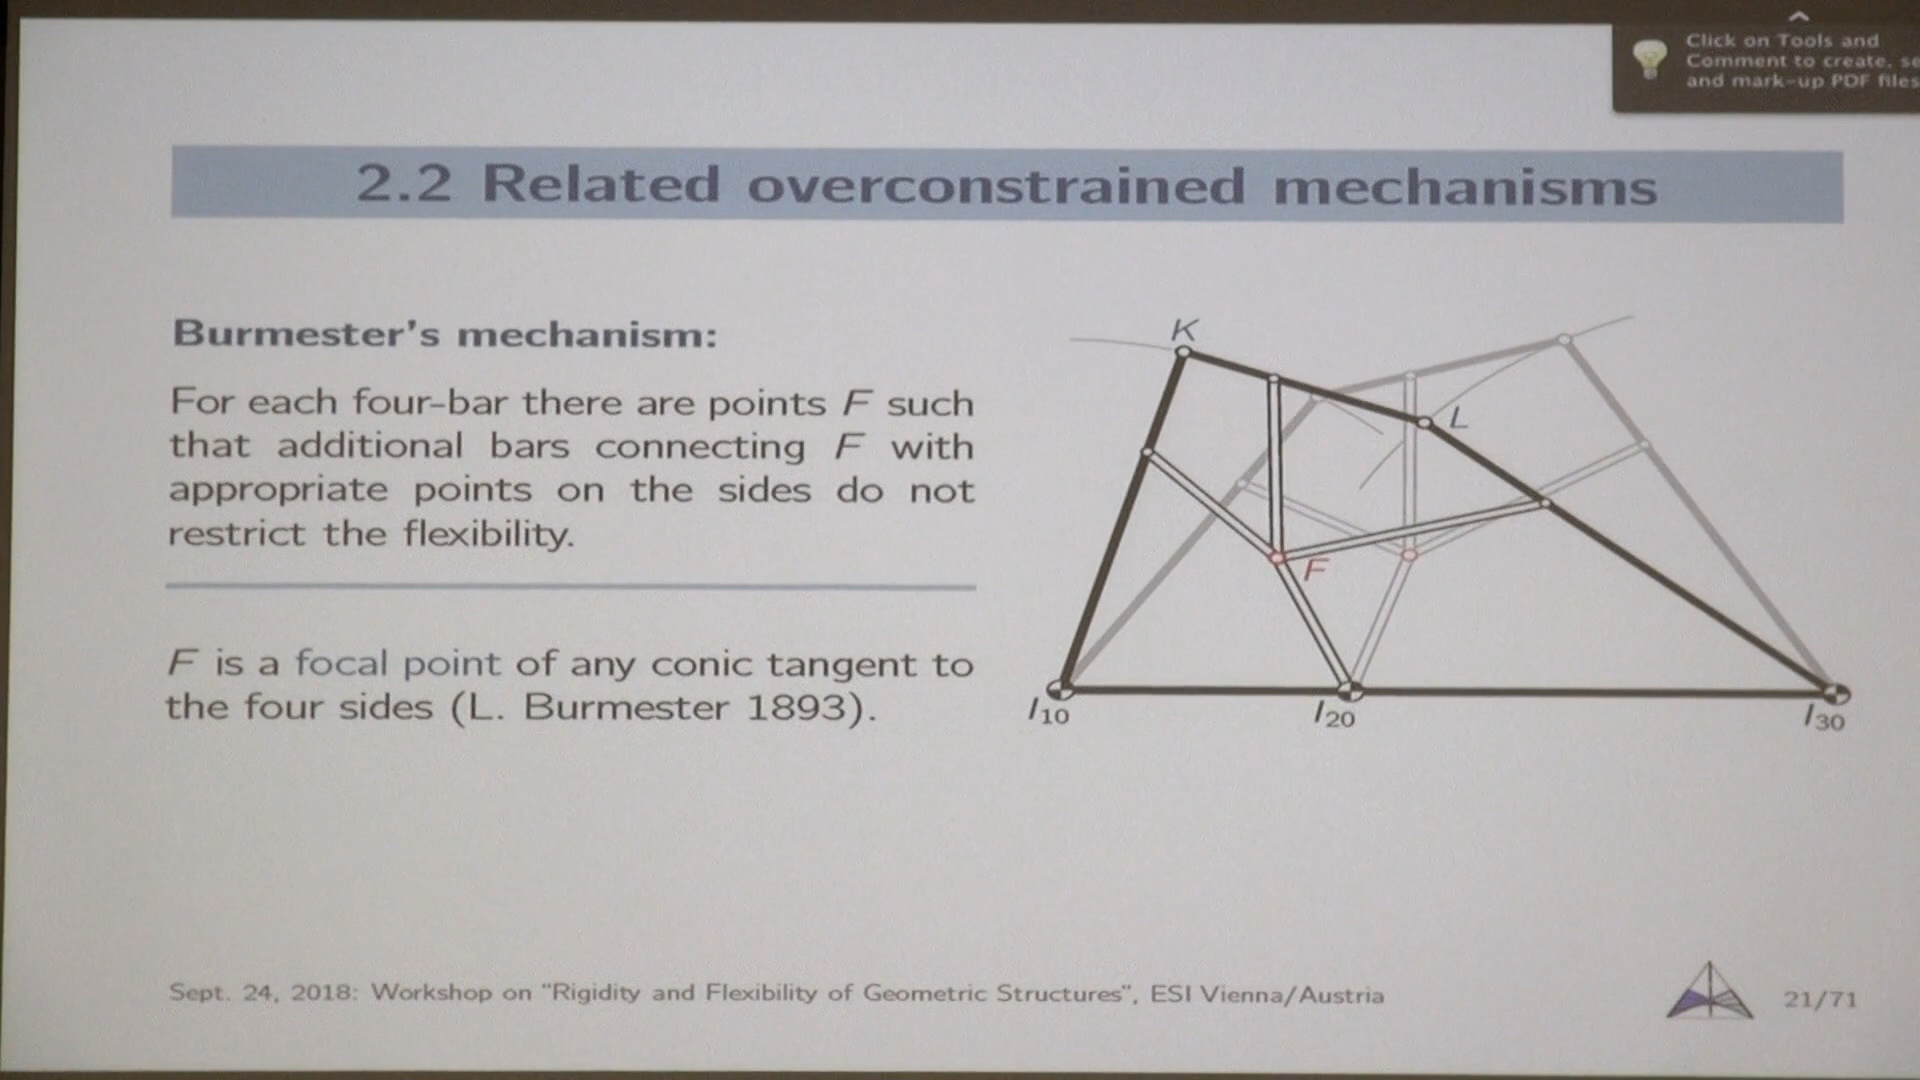 Click on Tools and
Comment to create, se
and mark-up PDF files
2.2 Related overconstrained mechanisms
Burmester's mechanism:
For each four-bar there are points F such
that additional bars connecting F with
appropriate points on the sides do not
restrict the flexibility.
F is a focal point of any conic tangent to
the four sides (L. Burmester 1893).
K
L
F
I10
I20
I30
Sept. 24, 2018: Workshop on "Rigidity and Flexibility of Geometric Structures", ESI Vienna/Austria
21/71